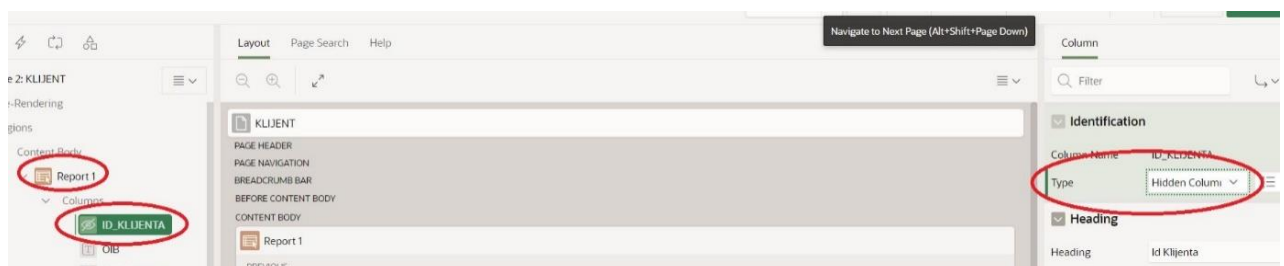 Navigate to Next Page (Alt+Shift+Page Down)
Layout Page Search Help
Column
e 2: KLIJENT
Filter
-Rendering
gions
KLIJENT
Identification
Content Body
PAGE HEADER
Column Name ID_KLIJENTA
PAGE NAVIGATION
Report 1
BREADCRUMB BAR
Type Hidden Colum
Columns
BEFORE CONTENT BODY
ID_KLIJENTA
CONTENT BODY
Heading
OIB
Report 1
Heading Id Klijenta
PREVIOUS